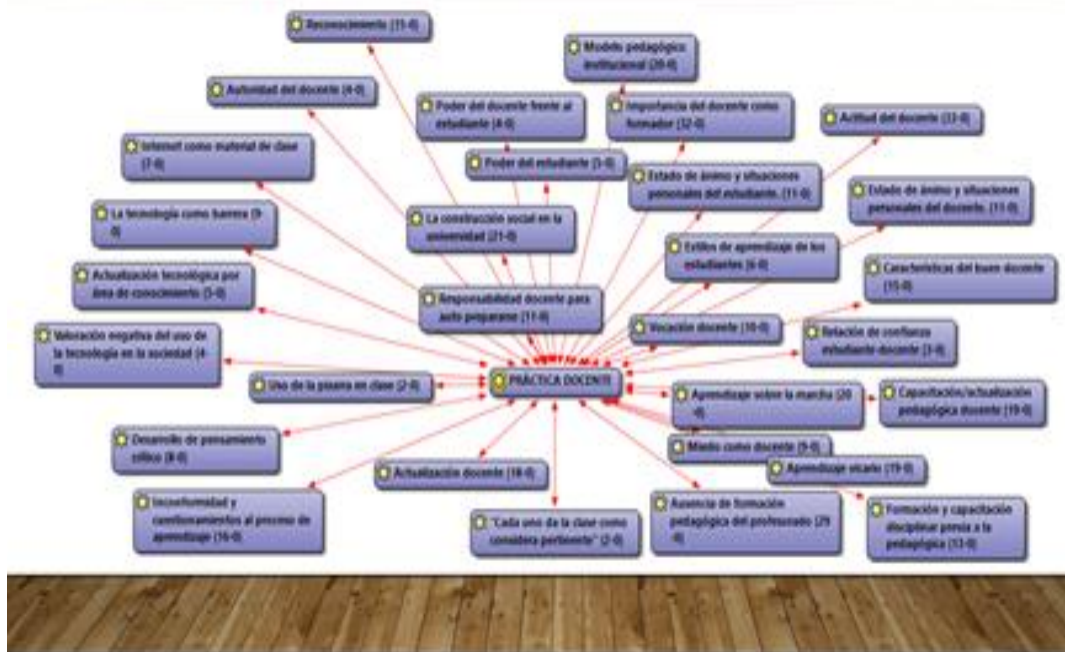 Reconocimiento (15-0)
Modelo pedagógico
institucional (20-0)
Autoridad del docente (4-0)
Poder del docente frente al
estudiante (4-0)
Importancia del docente como
formador (32-0)
Actitud del docente (33-0)
Internet como material de clase
(7-0)
Poder del estudiante (5-0)
Estado de ánimo y situaciones
personales del estudiante. (11-0)
Estado de ánimo y situaciones
personales del docente. (11-0)
La tecnología como barrera (9-
0)
La construcción social en la
universidad (21-0)
Estilos de aprendizaje de los
estudiantes (6-0)
Características del buen docente
(15-0)
Actualización tecnológica por
área de conocimiento (5-0)
Responsabilidad docente para
auto prepararse (11-0)
Vocación docente (10-0)
Relación de confianza
estudiante-docente (3-0)
Valoración negativa del uso de
la tecnología en la sociedad (4-
0)
Uso de la pizarra en clase (2-0)
PRÁCTICA DOCENTE
Aprendizaje sobre la marcha (20
-0)
Capacitación/actualización
pedagógica docente (19-0)
Desarrollo de pensamiento
crítico (8-0)
Miedo como docente (9-0)
Actualización docente (18-0)
Aprendizaje vicario (19-0)
Inconformidad y
cuestionamientos al proceso de
aprendizaje (16-0)
"Cada uno da la clase como
considera pertinente" (2-0)
Ausencia de formación
pedagógica del profesorado (29
-0)
Formación y capacitación
disciplinar previa a la
pedagógica (13-0)